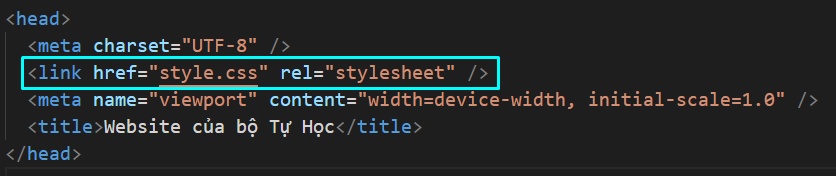 <head>
<meta charset="UTF-8" />
<link href="style.css" rel="stylesheet" />
<meta name="viewport" content="width=device-width, initial-scale=1.0" />
<title>Website của bộ Tự Học</title>
</head>